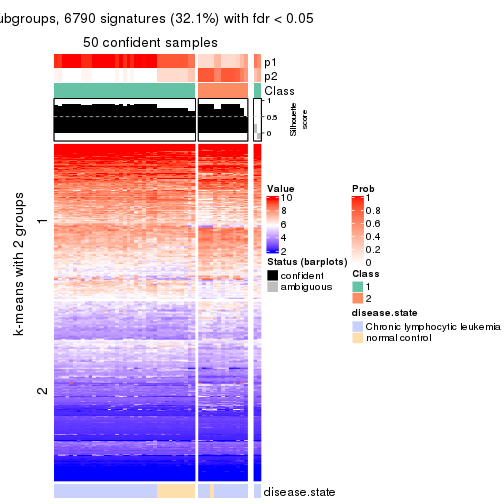 ubgroups, 6790 signatures (32.1%) with fdr < 0.05
50 confident samples
p1
p2
Class
1
0.5
0
Silhouette
score
k-means with 2 groups
1
2
Value
10
8
6
4
2
Status (barplots)
confident
ambiguous
Prob
1
0.8
0.6
0.4
0.2
0
Class
1
2
disease.state
Chronic lymphocytic leukemia
normal control
disease.state